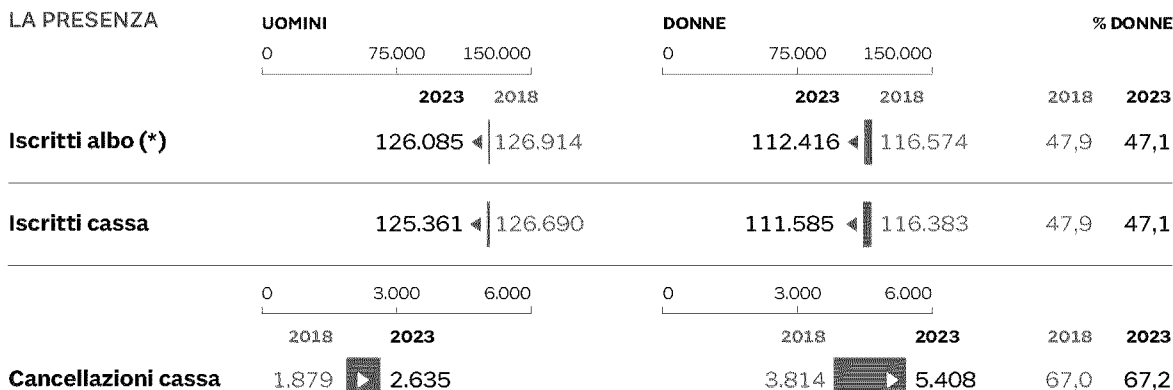 LA PRESENZA UOMINI DONNE % DONNE
0 75.000 150.000 0 75.000 150.000
2023 2018 2023 2018 2018 2023
Iscritti albo (*) 126.085 126.914 112.416 116.574 47,9 47,1
Iscritti cassa 125.361 126.690 111.585 116.383 47,9 47,1
0 3.000 6.000 0 3.000 6.000
2018 2023 2018 2023 2018 2023
Cancellazioni cassa 1.879 2.635 3.814 5.408 67,0 67,2